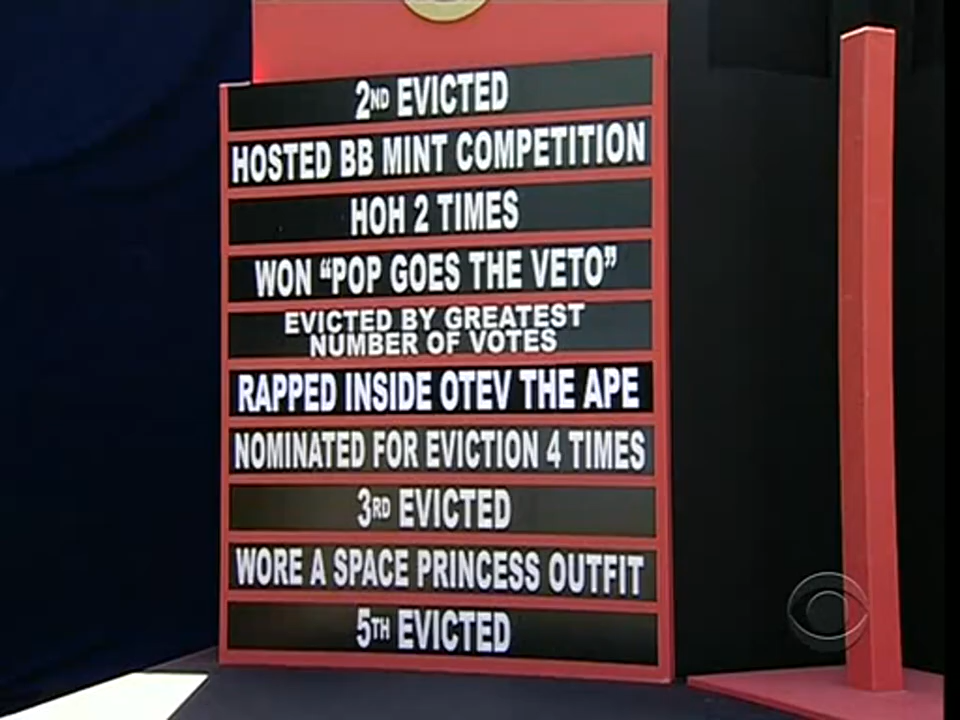 2ND EVICTED
HOSTED BB MINT COMPETITION
HOH 2 TIMES
WON “POP GOES THE VETO”
EVICTED BY GREATEST
NUMBER OF VOTES
RAPPED INSIDE OTEV THE APE
NOMINATED FOR EVICTION 4 TIMES
3RD EVICTED
WORE A SPACE PRINCESS OUTFIT
5TH EVICTED